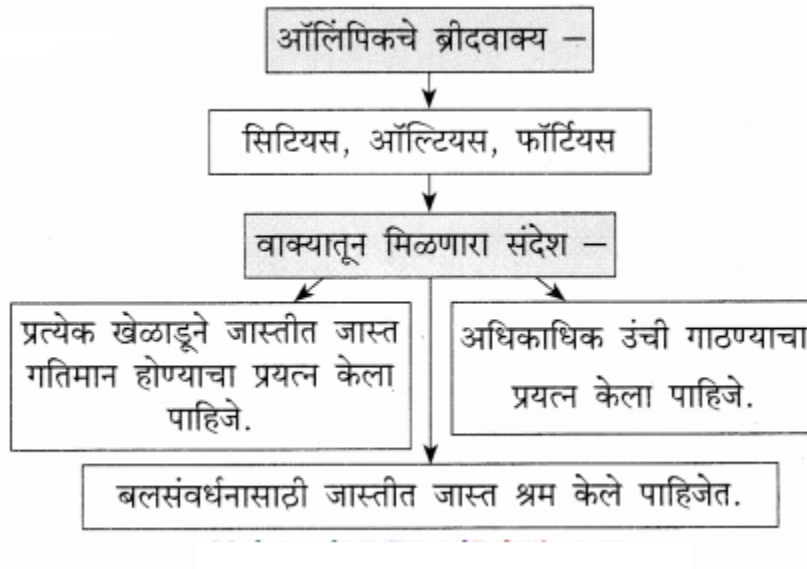 ऑलिंपिकचे ब्रीदवाक्य –
सिटियस, ऑल्टियस, फॉर्टियस
वाक्यातून मिळणारा संदेश –
प्रत्येक खेळाडूने जास्तीत जास्त
गतिमान होण्याचा प्रयत्न केला
पाहिजे.
अधिकाधिक उंची गाठण्याचा
प्रयत्न केला पाहिजे.
बलसंवर्धनासाठी जास्तीत जास्त श्रम केले पाहिजेत.